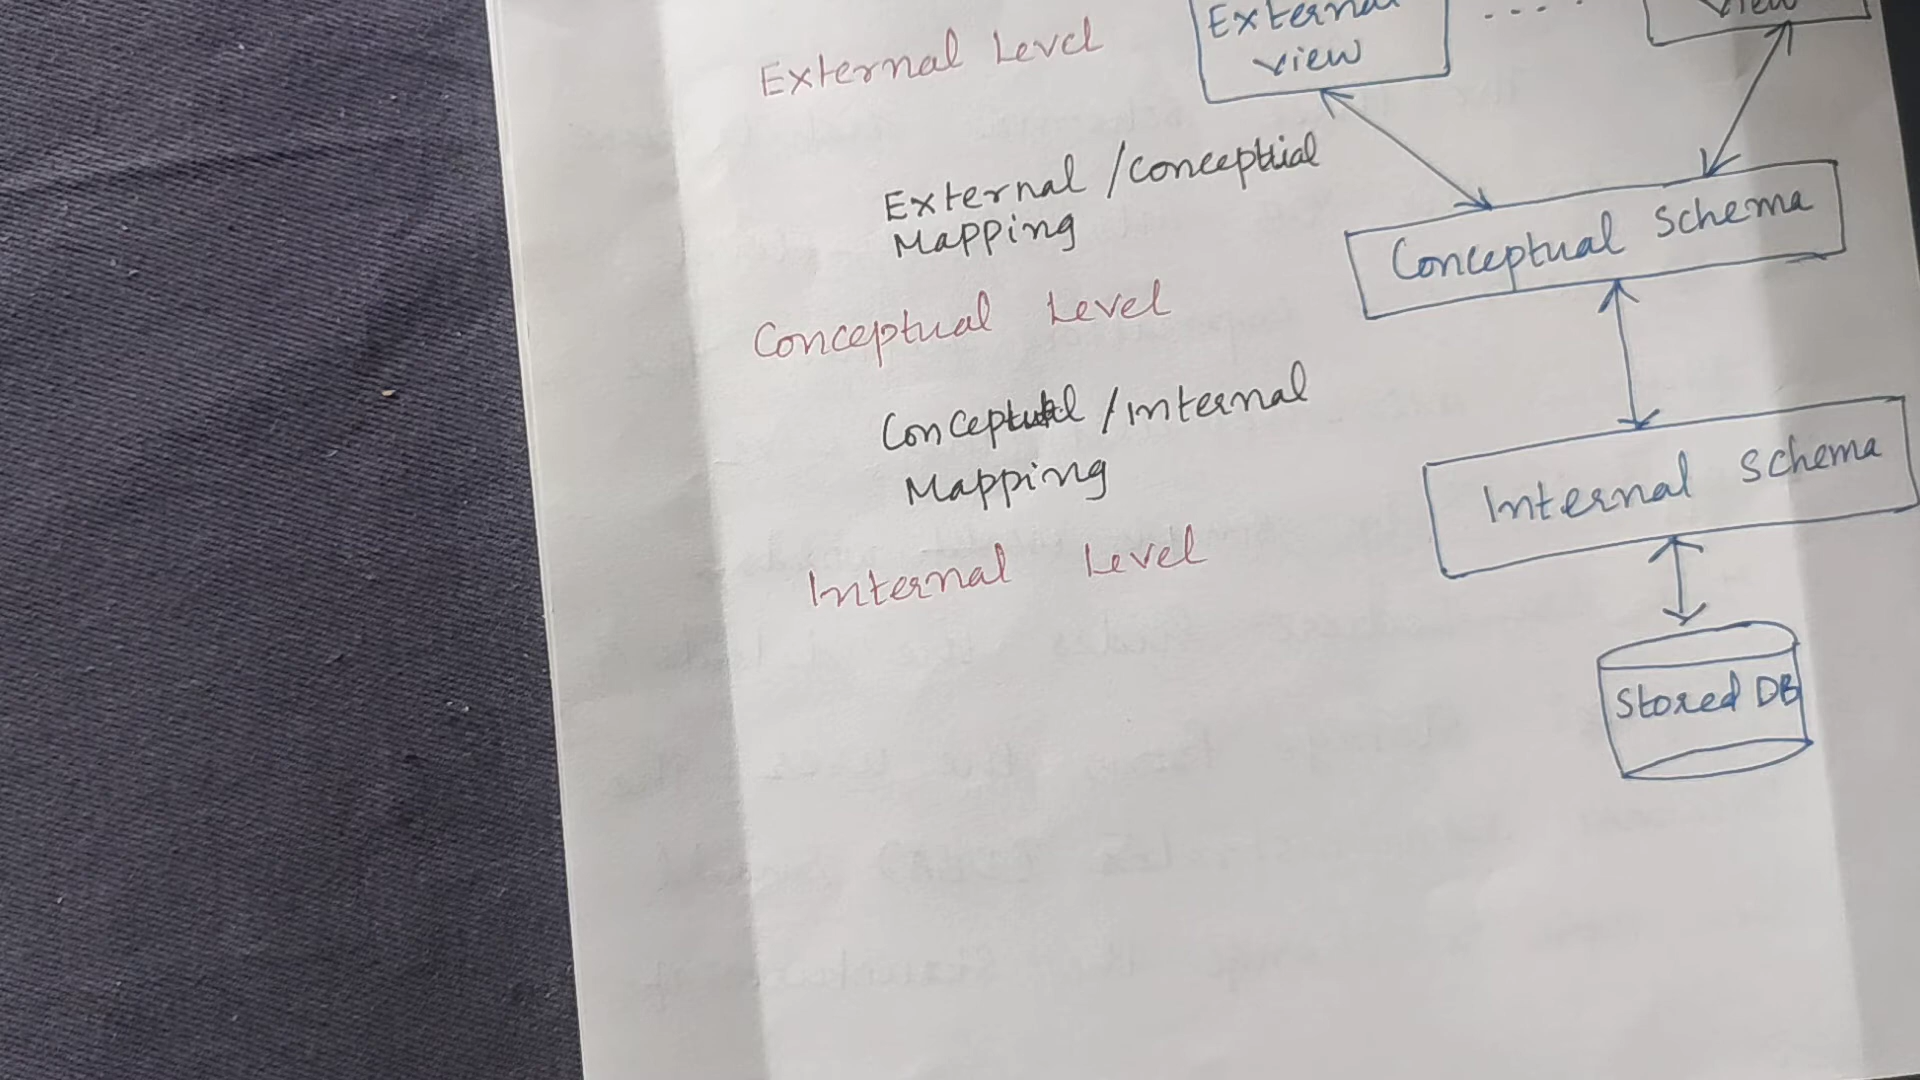 External Level
External
view
....
view
External / conceptual
Mapping
Conceptual Schema
Conceptual Level
Conceptual / internal
Mapping
Internal Schema
Internal Level
Stored DB